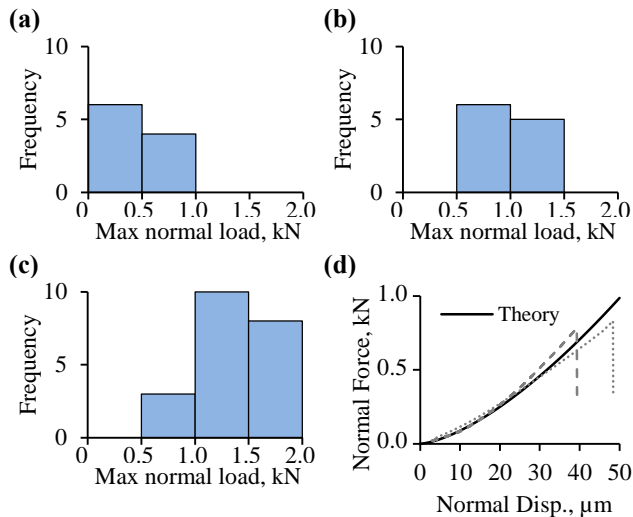 (a)
Frequency
10
5
0
0
0.5
1.0
1.5
2.0
Max normal load, kN
(b)
Frequency
10
5
0
0
0.5
1.0
1.5
2.0
Max normal load, kN
(c)
Frequency
10
5
0
0
0.5
1.0
1.5
2.0
Max normal load, kN
(d)
Normal Force, kN
1.0
0.5
0.0
Theory
0
10
20
30
40
50
Normal Disp., µm